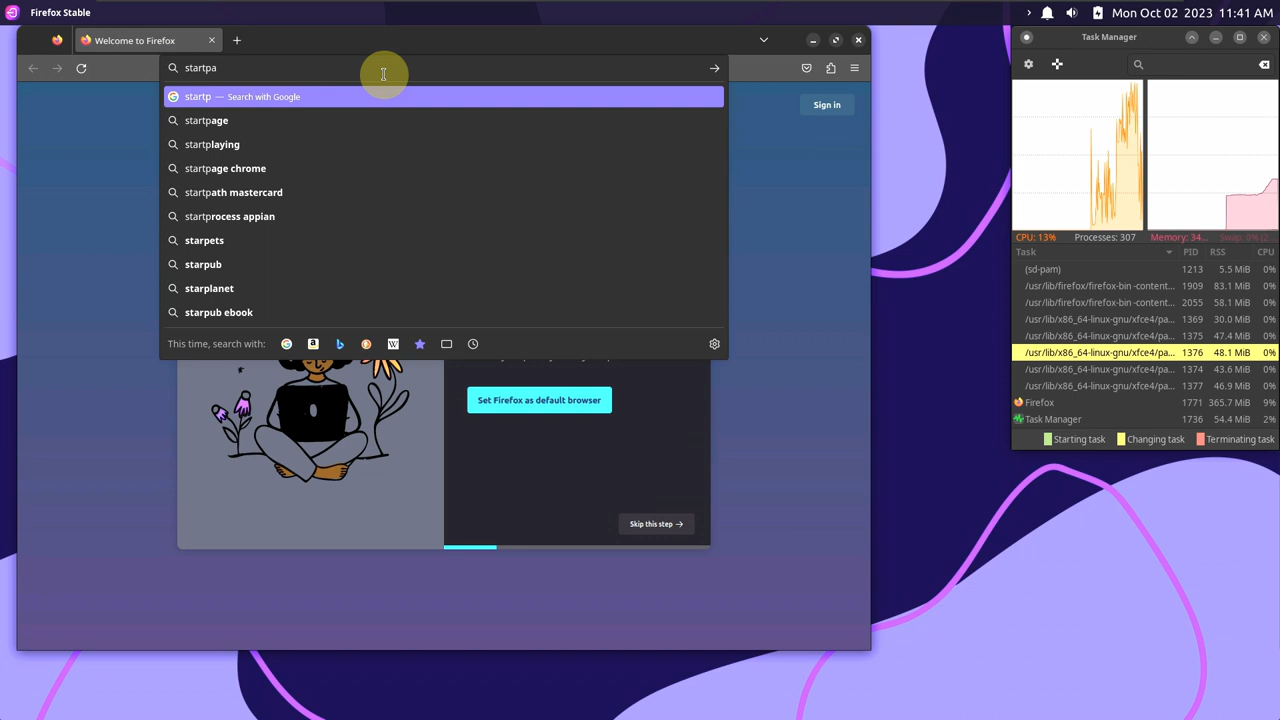 Firefox Stable
Mon Oct 02 2023 11:41 AM
Welcome to Firefox
startpa
startp — Search with Google
startpage
startplaying
startpage chrome
startpath mastercard
startprocess appian
starpets
starpub
starplanet
starpub ebook
This time, search with:
Sign in
Set Firefox as default browser
Skip this step
Task Manager
CPU: 13% Processes: 307 Memory: 34... Swap: 0% (2...
Task PID RSS CPU
(sd-pam) 1213 5.5 MiB 0%
/usr/lib/firefox/firefox-bin -content... 1909 83.1 MiB 0%
/usr/lib/firefox/firefox-bin -content... 2055 58.1 MiB 0%
/usr/lib/x86_64-linux-gnu/xfce4/pa... 1369 30.0 MiB 0%
/usr/lib/x86_64-linux-gnu/xfce4/pa... 1375 47.4 MiB 0%
/usr/lib/x86_64-linux-gnu/xfce4/pa... 1376 48.1 MiB 0%
/usr/lib/x86_64-linux-gnu/xfce4/pa... 1374 43.6 MiB 0%
/usr/lib/x86_64-linux-gnu/xfce4/pa... 1377 46.9 MiB 0%
Firefox 1771 365.7 MiB 9%
Task Manager 1736 54.4 MiB 2%
Starting task Changing task Terminating task